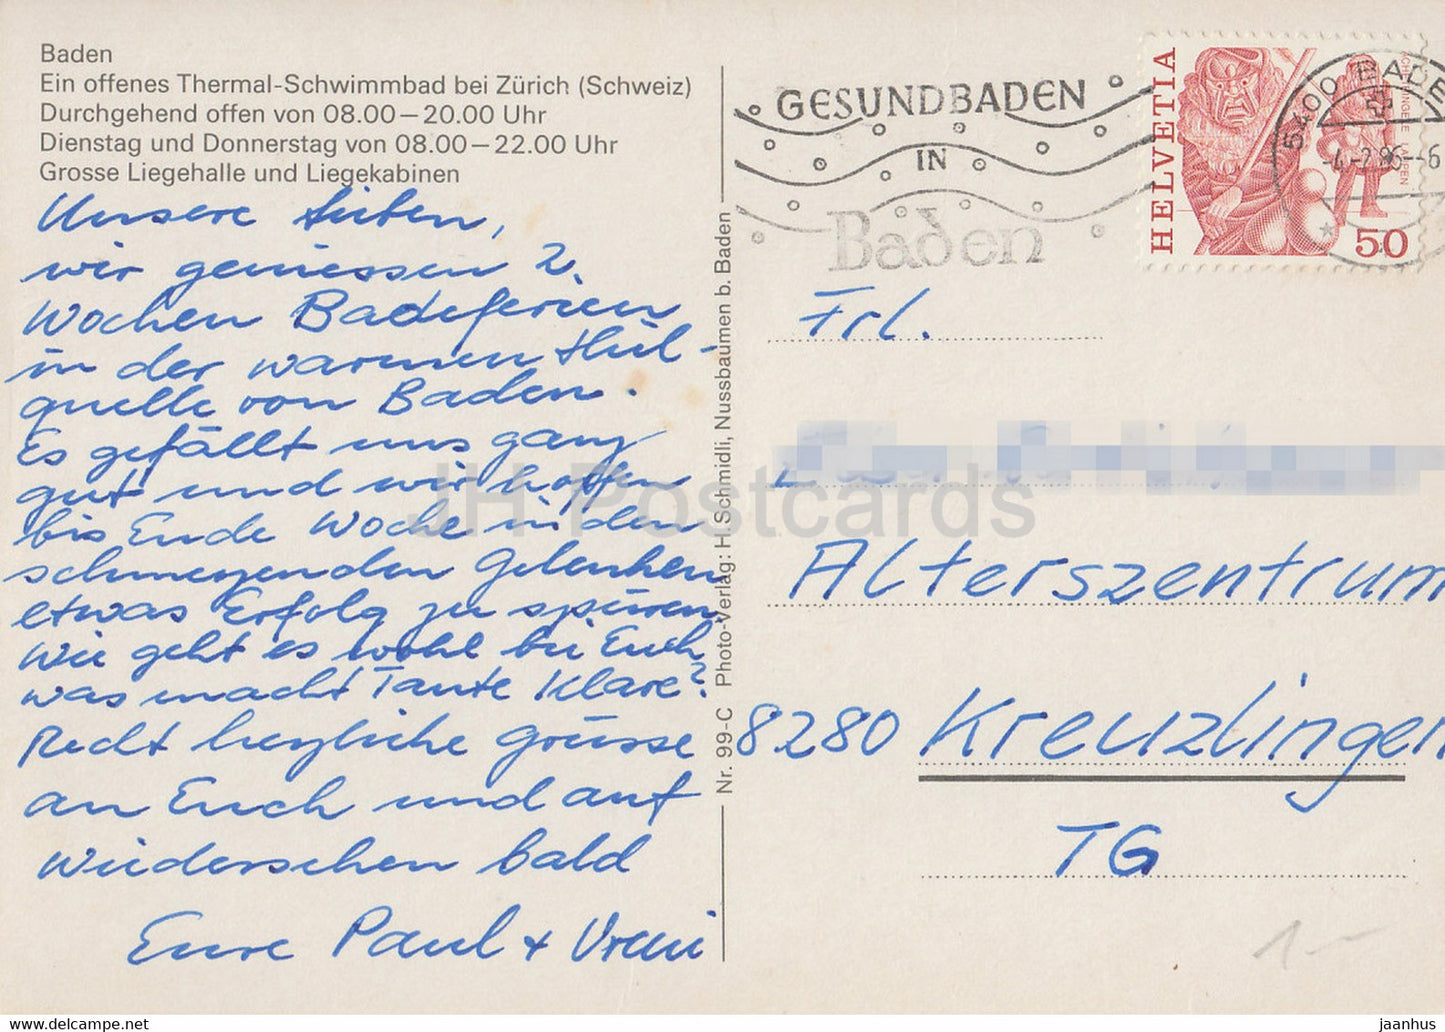 Baden
Ein offenes Thermal-Schwimmbad bei Zürich (Schweiz)
Durchgehend offen von 08.00–20.00 Uhr
Dienstag und Donnerstag von 08.00–22.00 Uhr
Grosse Liegehalle und Liegekabinen
Unsere Lieben,
wir geniessen 2.
Wochen Badeferien
in der warmen Heil-
quelle von Baden.
Es gefällt uns ganz
gut und wir hoffen
bis Ende Woche in den
schmerzenden Gelenken
etwas Erfolg zu spüren.
Wie geht es wohl bei Euch
was macht Tante Klare?
Recht herzliche Grüsse
an Euch und auf
Wiedersehen bald
Eure Paul + Vreni
Nr. 99-C Photo-Verlag: H. Schmidli, Nussbaumen b. Baden
GESUNDBADEN
IN
Baden
HELVETIA
50
5400 BADEN
Frl.
Alterszentrum
8280 Kreuzlingen
TG
1.-
JH Postcards
https://www.delcampe.net
jaanhus